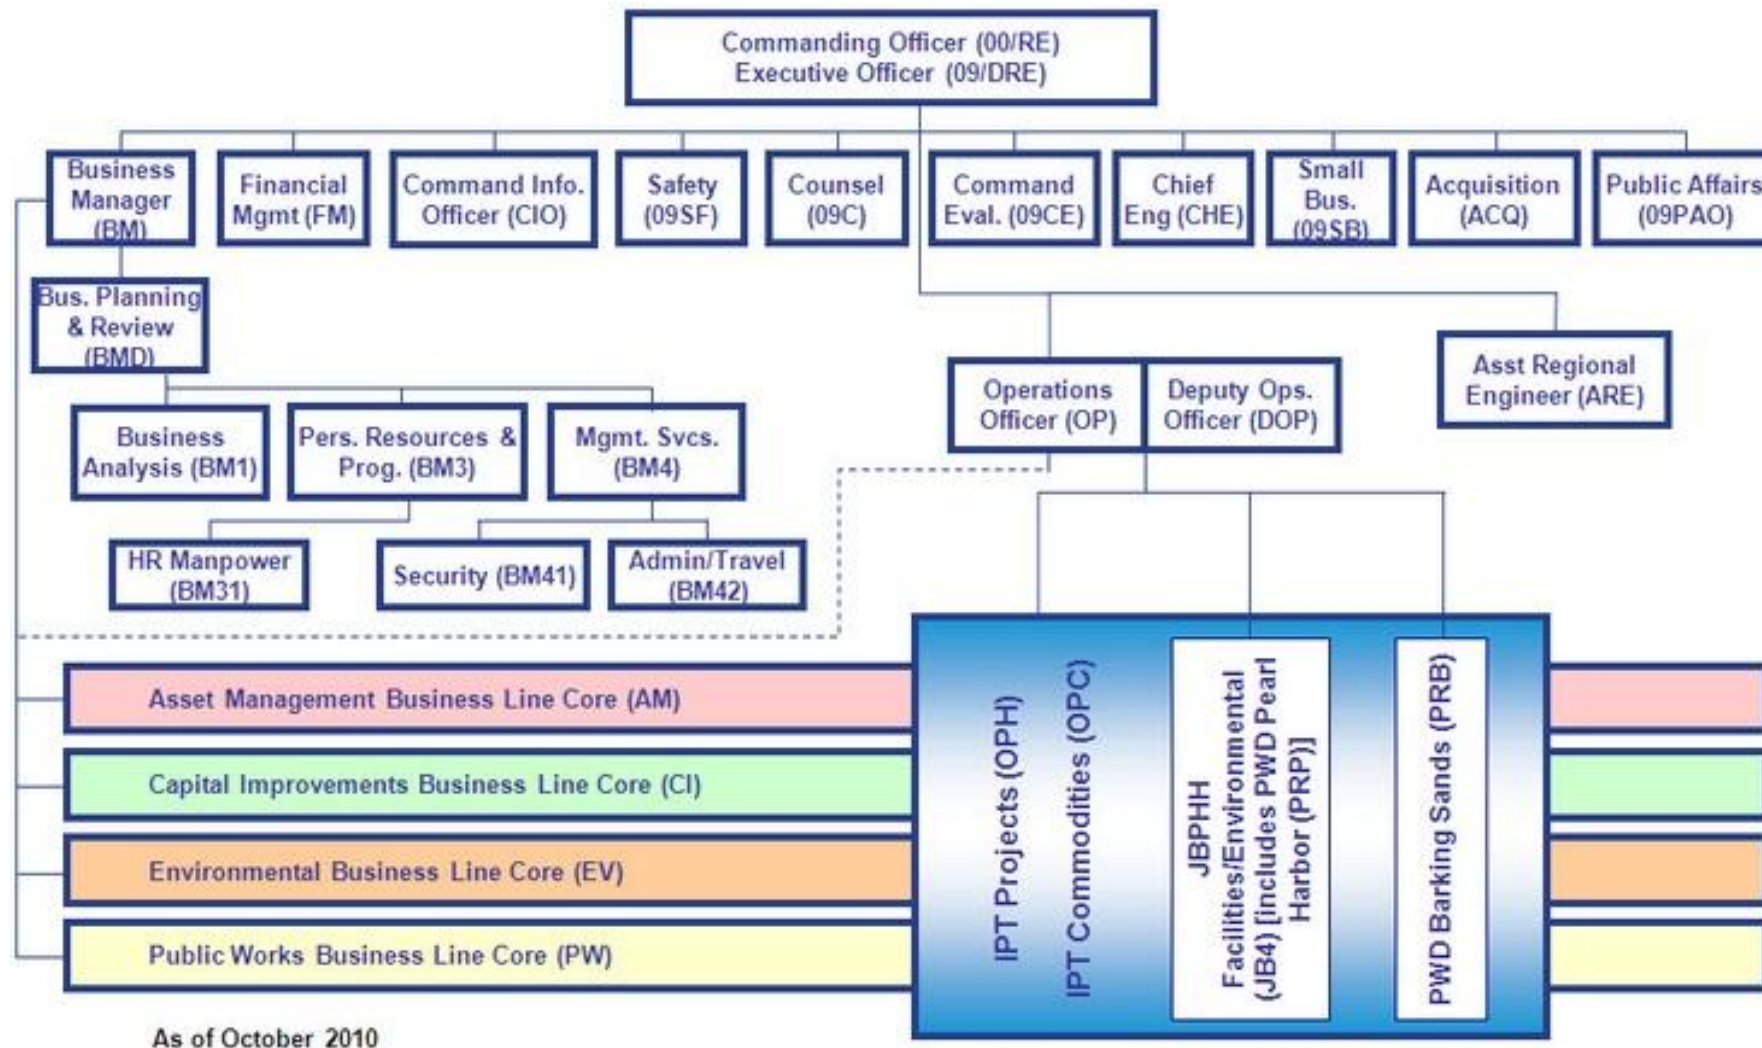 Commanding Officer (00/RE)
Executive Officer (09/DRE)
Business
Manager
(BM)
Financial
Mgmt (FM)
Command Info.
Officer (CIO)
Safety
(09SF)
Counsel
(09C)
Command
Eval. (09CE)
Chief
Eng (CHE)
Small
Bus.
(09SB)
Acquisition
(ACQ)
Public Affairs
(09PAO)
Bus. Planning
& Review
(BMD)
Asst Regional
Engineer (ARE)
Operations
Officer (OP)
Deputy Ops.
Officer (DOP)
Business
Analysis (BM1)
Pers. Resources &
Prog. (BM3)
Mgmt. Svcs.
(BM4)
HR Manpower
(BM31)
Security (BM41)
Admin/Travel
(BM42)
Asset Management Business Line Core (AM)
Capital Improvements Business Line Core (CI)
Environmental Business Line Core (EV)
Public Works Business Line Core (PW)
IPT Projects (OPH)
IPT Commodities (OPC)
JBPHH
Facilities/Environmental
(JB4) [includes PWD Pearl
Harbor (PRP)]
PWD Barking Sands (PRB)
As of October 2010